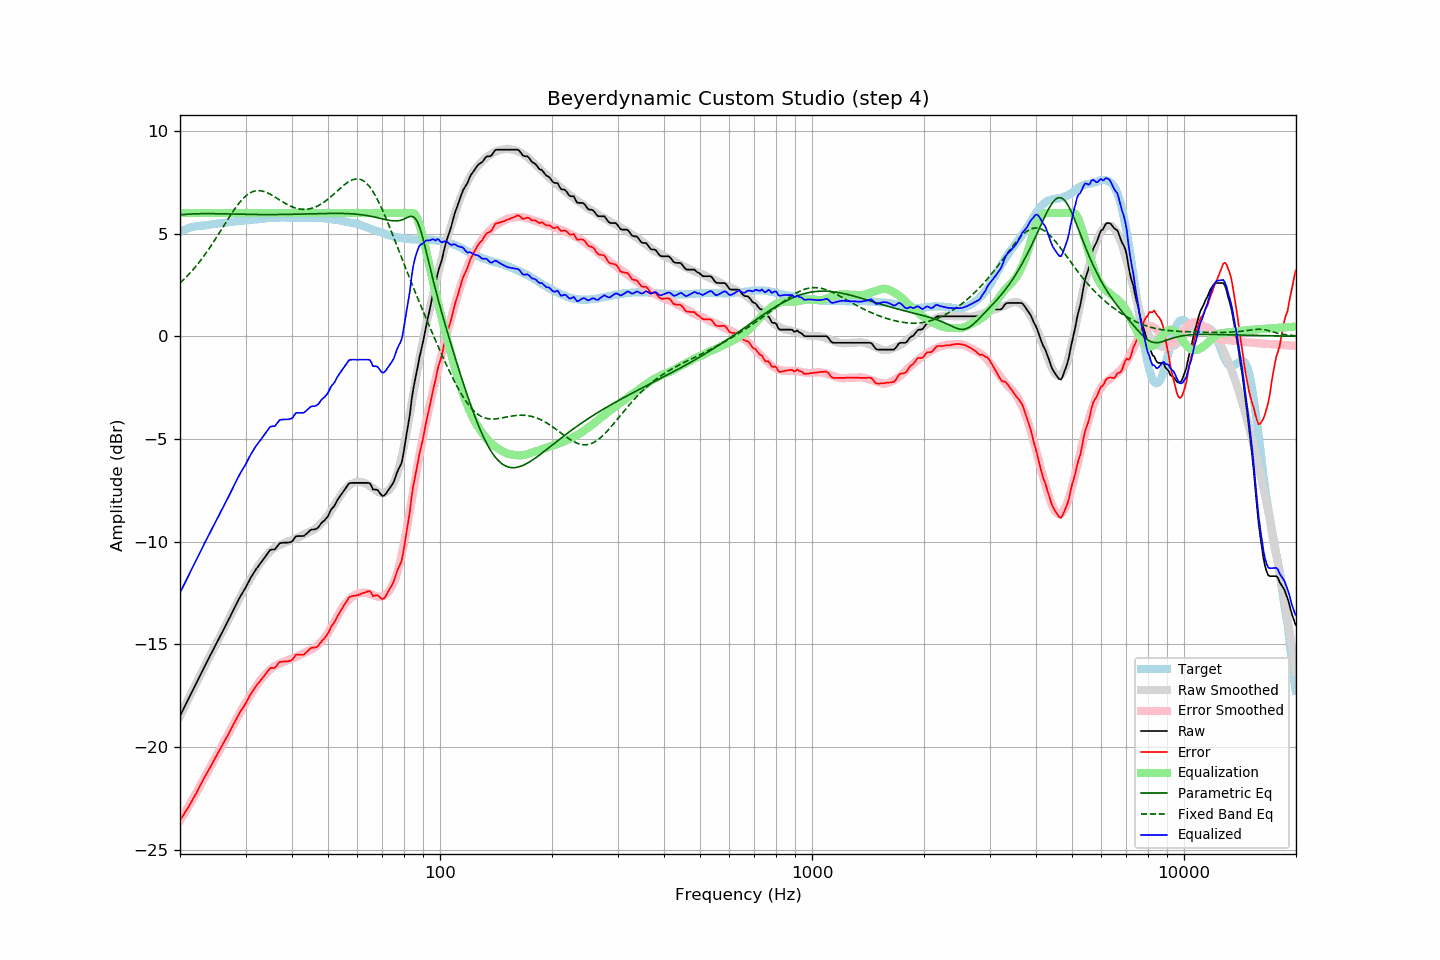 Beyerdynamic Custom Studio (step 4)
10
5
0
−5
−10
−15
−20
−25
Amplitude (dBr)
100
1000
10000
Frequency (Hz)
Target
Raw Smoothed
Error Smoothed
Raw
Error
Equalization
Parametric Eq
Fixed Band Eq
Equalized